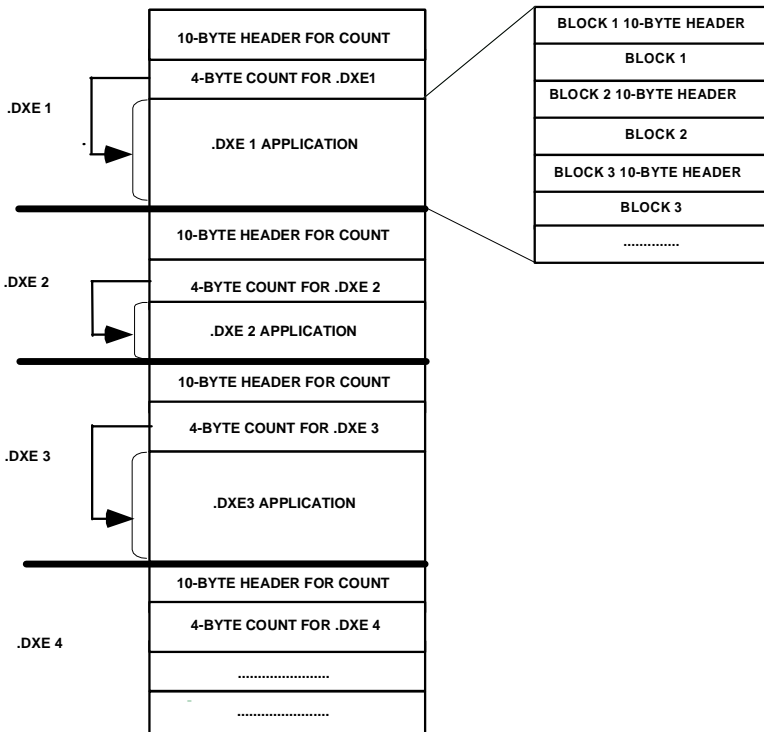 10-BYTE HEADER FOR COUNT
4-BYTE COUNT FOR .DXE1
.DXE 1
.DXE 1 APPLICATION
10-BYTE HEADER FOR COUNT
.DXE 2
4-BYTE COUNT FOR .DXE 2
.DXE 2 APPLICATION
10-BYTE HEADER FOR COUNT
4-BYTE COUNT FOR .DXE 3
.DXE 3
.DXE3 APPLICATION
10-BYTE HEADER FOR COUNT
4-BYTE COUNT FOR .DXE 4
.DXE 4
.......................
.......................
BLOCK 1 10-BYTE HEADER
BLOCK 1
BLOCK 2 10-BYTE HEADER
BLOCK 2
BLOCK 3 10-BYTE HEADER
BLOCK 3
..............